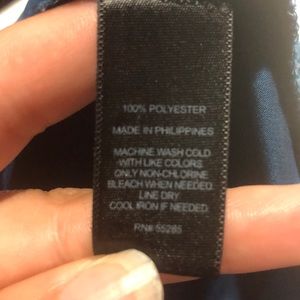 100% POLYESTER
MADE IN PHILIPPINES
MACHINE WASH COLD
WITH LIKE COLORS
ONLY NON-CHLORINE
BLEACH WHEN NEEDED.
LINE DRY
COOL IRON IF NEEDED.
RN# 55285